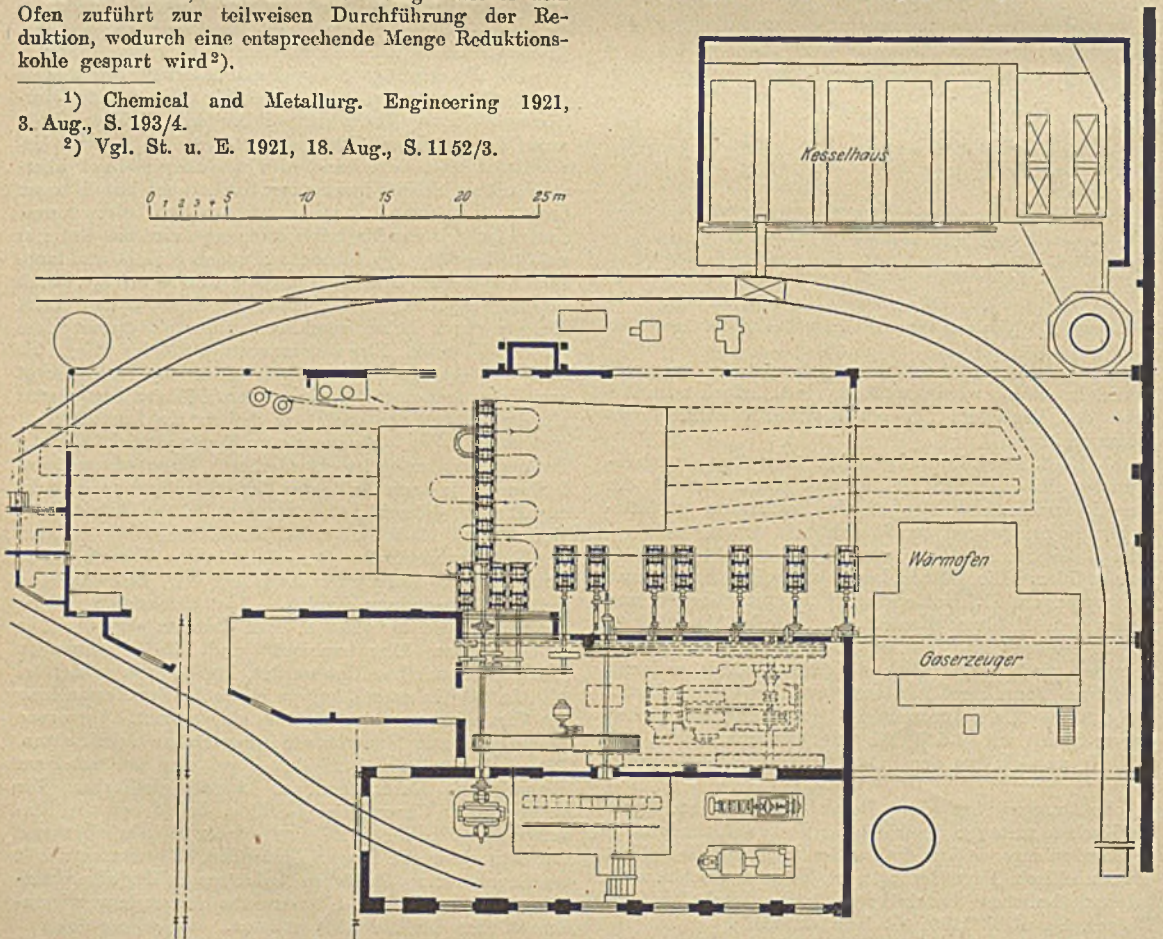 Ofen zuführt zur teilweisen Durchführung der Re-
duktion, wodurch eine entsprechende Menge Reduktions-
kohle gespart wird²).
¹) Chemical and Metallurg. Engineering 1921,
3. Aug., S. 193/4.
²) Vgl. St. u. E. 1921, 18. Aug., S. 1152/3.
0 1 2 3 4 5 10 15 20 25 m
Kesselhaus
Wärmofen
Gaserzeuger